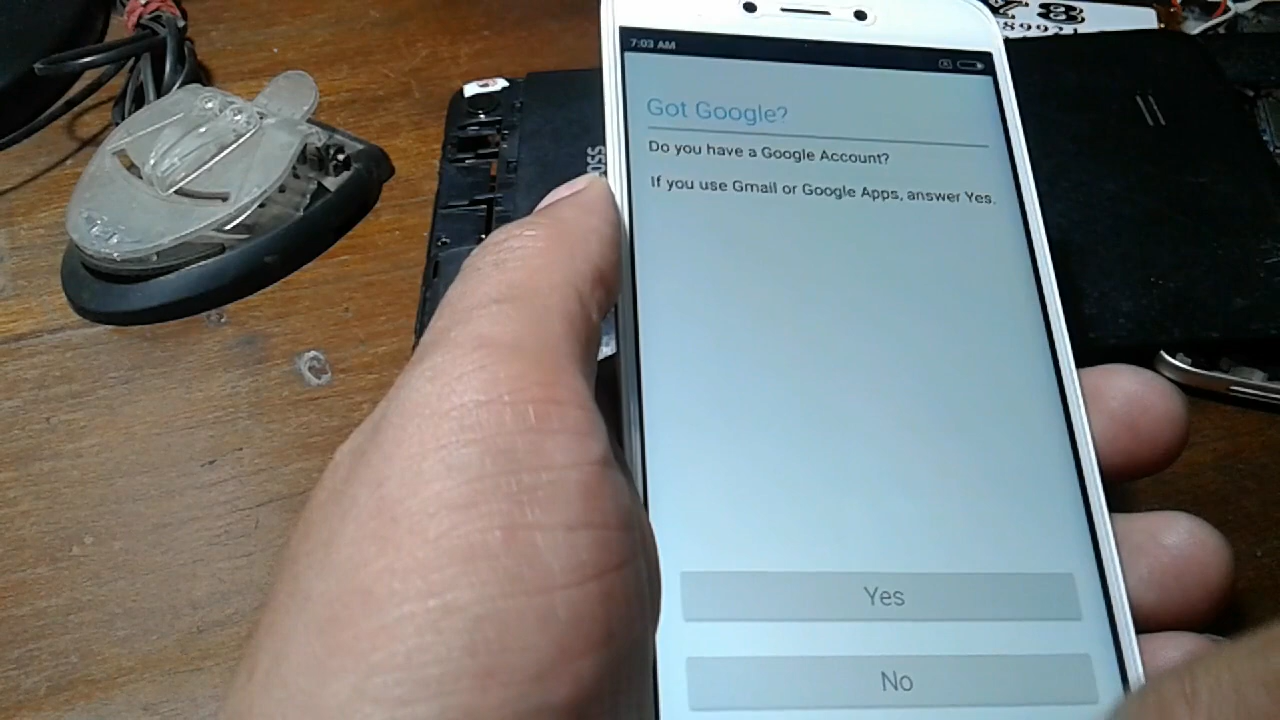 7:03 AM
Got Google?
Do you have a Google Account?
If you use Gmail or Google Apps, answer Yes.
Yes
No